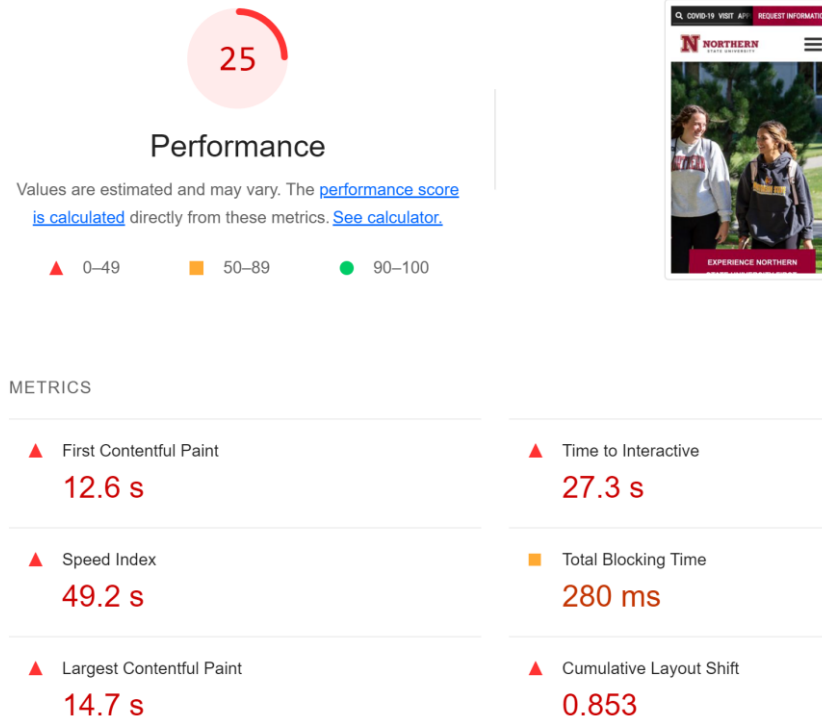 25
Performance
Values are estimated and may vary. The performance score
is calculated directly from these metrics. See calculator.
0–49 50–89 90–100
COVID-19 VISIT REQUEST INFORMATION
N NORTHERN
STATE UNIVERSITY
EXPERIENCE NORTHERN
METRICS
First Contentful Paint
12.6 s
Time to Interactive
27.3 s
Speed Index
49.2 s
Total Blocking Time
280 ms
Largest Contentful Paint
14.7 s
Cumulative Layout Shift
0.853